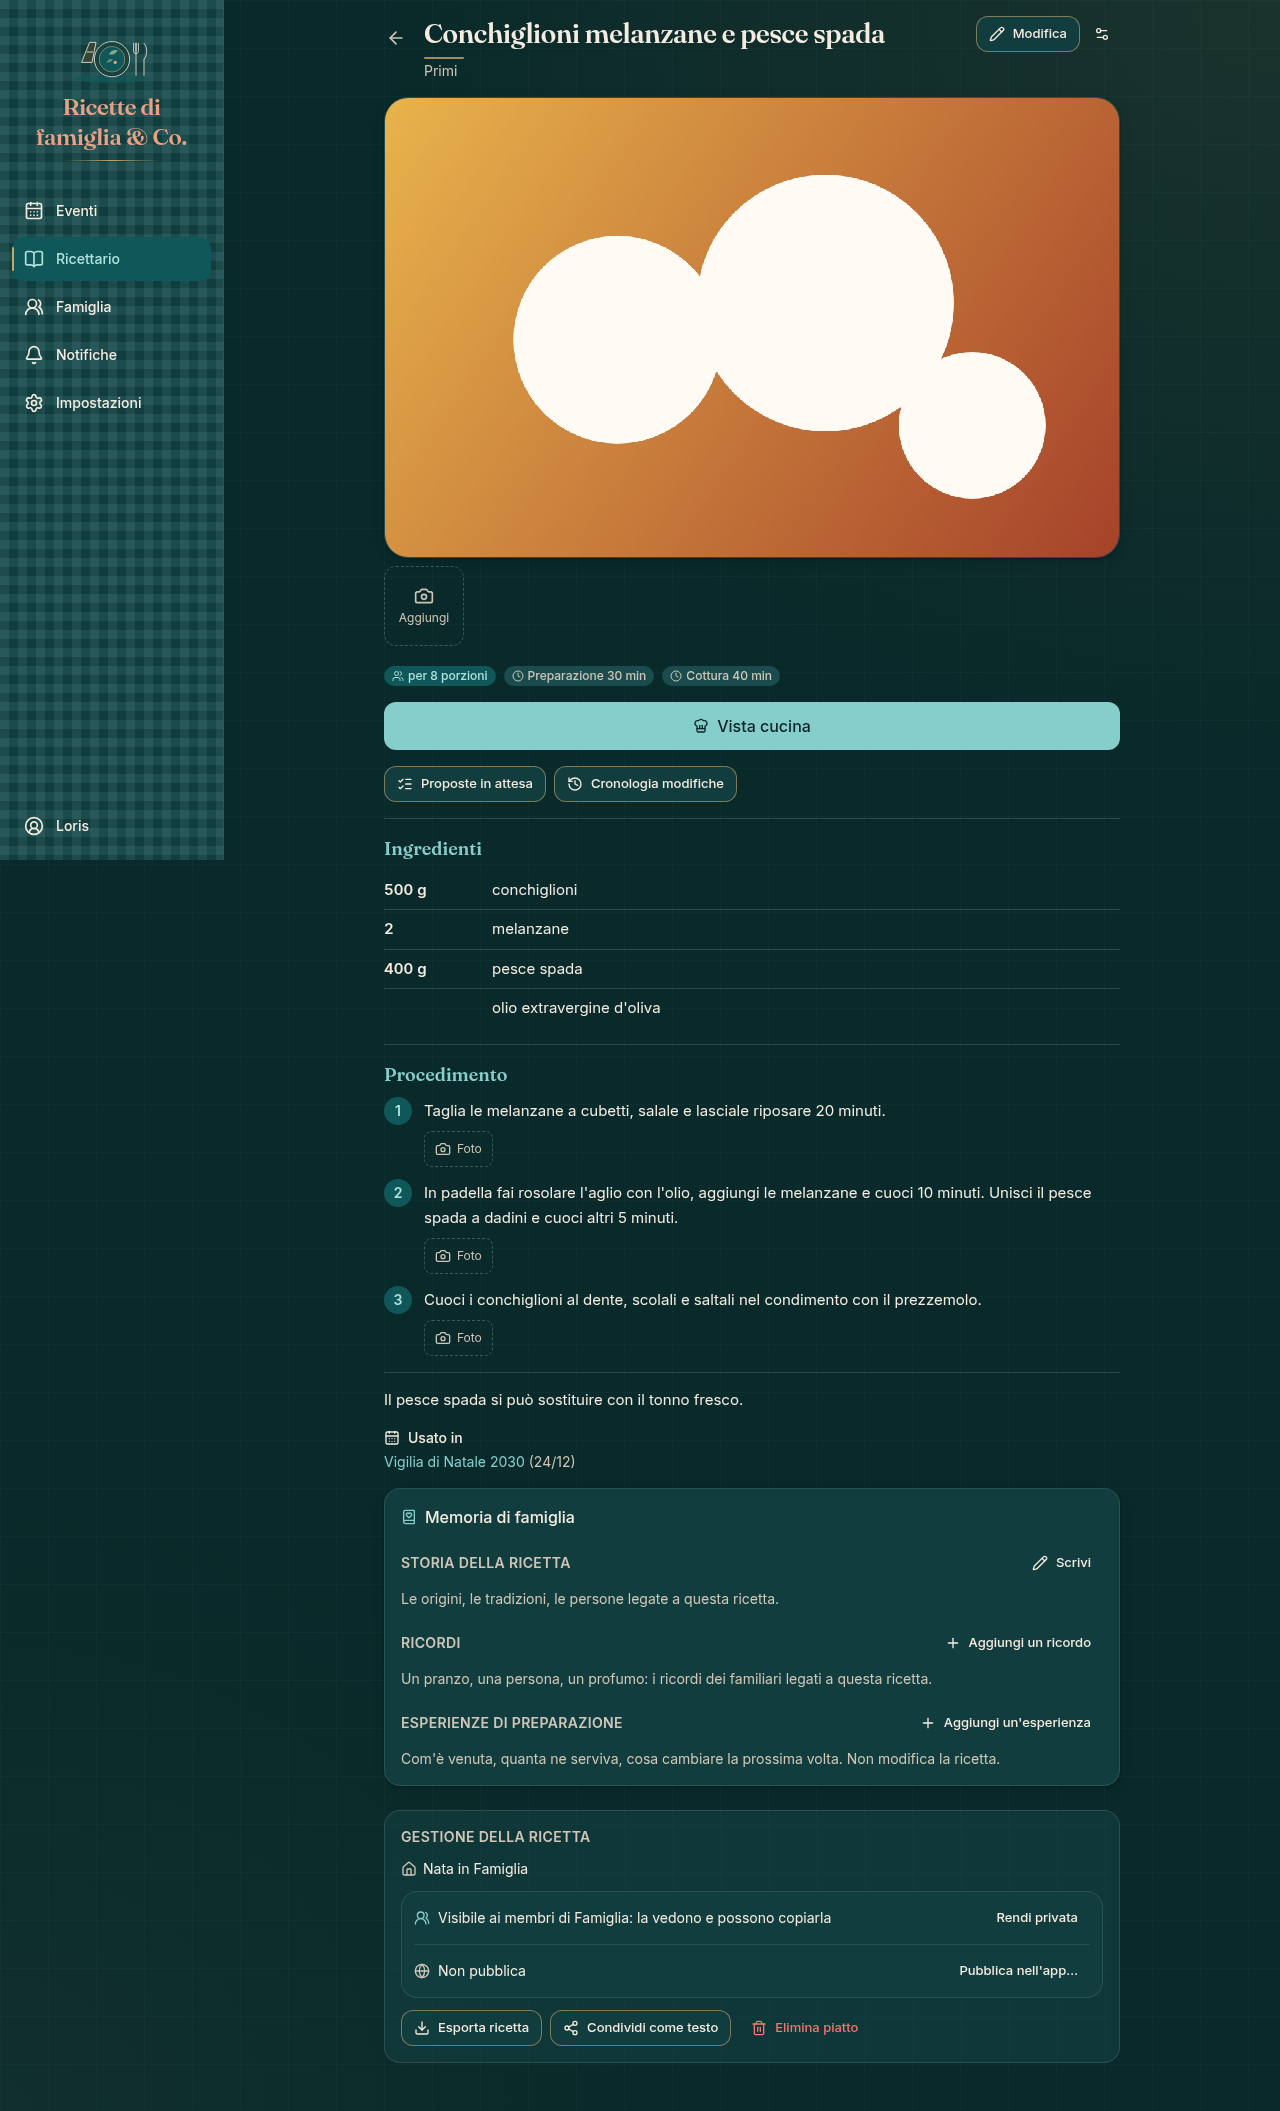 Ricette di
famiglia & Co.
Eventi
Ricettario
Famiglia
Notifiche
Impostazioni
Loris
Conchiglioni melanzane e pesce spada
Modifica
Primi
Aggiungi
per 8 porzioni
Preparazione 30 min
Cottura 40 min
Vista cucina
Proposte in attesa
Cronologia modifiche
Ingredienti
500 g conchiglioni
2 melanzane
400 g pesce spada
olio extravergine d'oliva
Procedimento
1 Taglia le melanzane a cubetti, salale e lasciale riposare 20 minuti.
Foto
2 In padella fai rosolare l'aglio con l'olio, aggiungi le melanzane e cuoci 10 minuti. Unisci il pesce
spada a dadini e cuoci altri 5 minuti.
Foto
3 Cuoci i conchiglioni al dente, scolali e saltali nel condimento con il prezzemolo.
Foto
Il pesce spada si può sostituire con il tonno fresco.
Usato in
Vigilia di Natale 2030 (24/12)
Memoria di famiglia
STORIA DELLA RICETTA
Scrivi
Le origini, le tradizioni, le persone legate a questa ricetta.
RICORDI
Aggiungi un ricordo
Un pranzo, una persona, un profumo: i ricordi dei familiari legati a questa ricetta.
ESPERIENZE DI PREPARAZIONE
Aggiungi un'esperienza
Com'è venuta, quanta ne serviva, cosa cambiare la prossima volta. Non modifica la ricetta.
GESTIONE DELLA RICETTA
Nata in Famiglia
Visibile ai membri di Famiglia: la vedono e possono copiarla
Rendi privata
Non pubblica
Pubblica nell'app...
Esporta ricetta
Condividi come testo
Elimina piatto